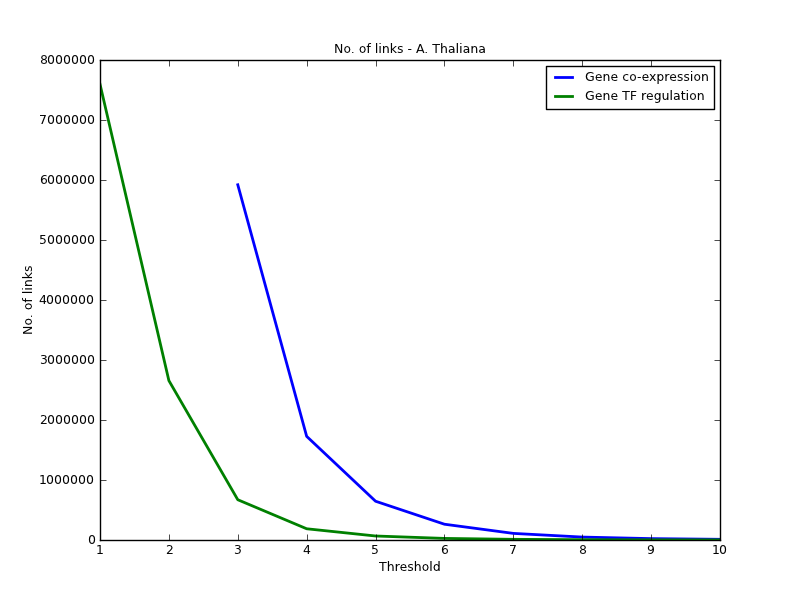 No. of links - A. Thaliana
Gene co-expression
Gene TF regulation
8000000
7000000
6000000
5000000
4000000
3000000
2000000
1000000
0
No. of links
1 2 3 4 5 6 7 8 9 10
Threshold